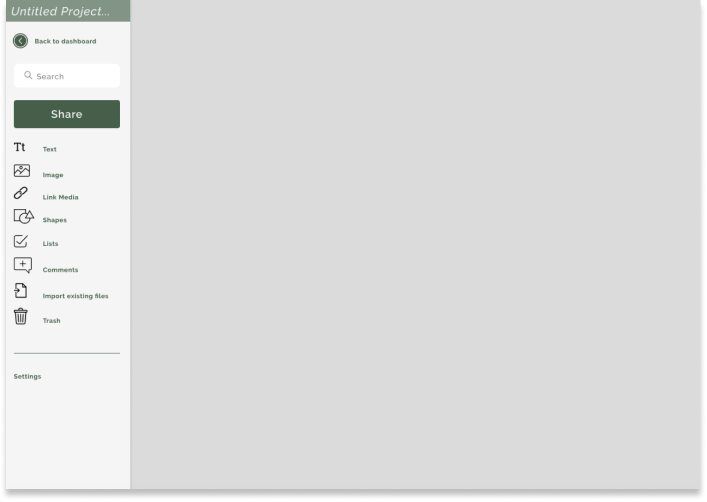 Untitled Project...
Back to dashboard
Search
Share
Tt Text
Image
Link Media
Shapes
Lists
Comments
Import existing files
Trash
Settings